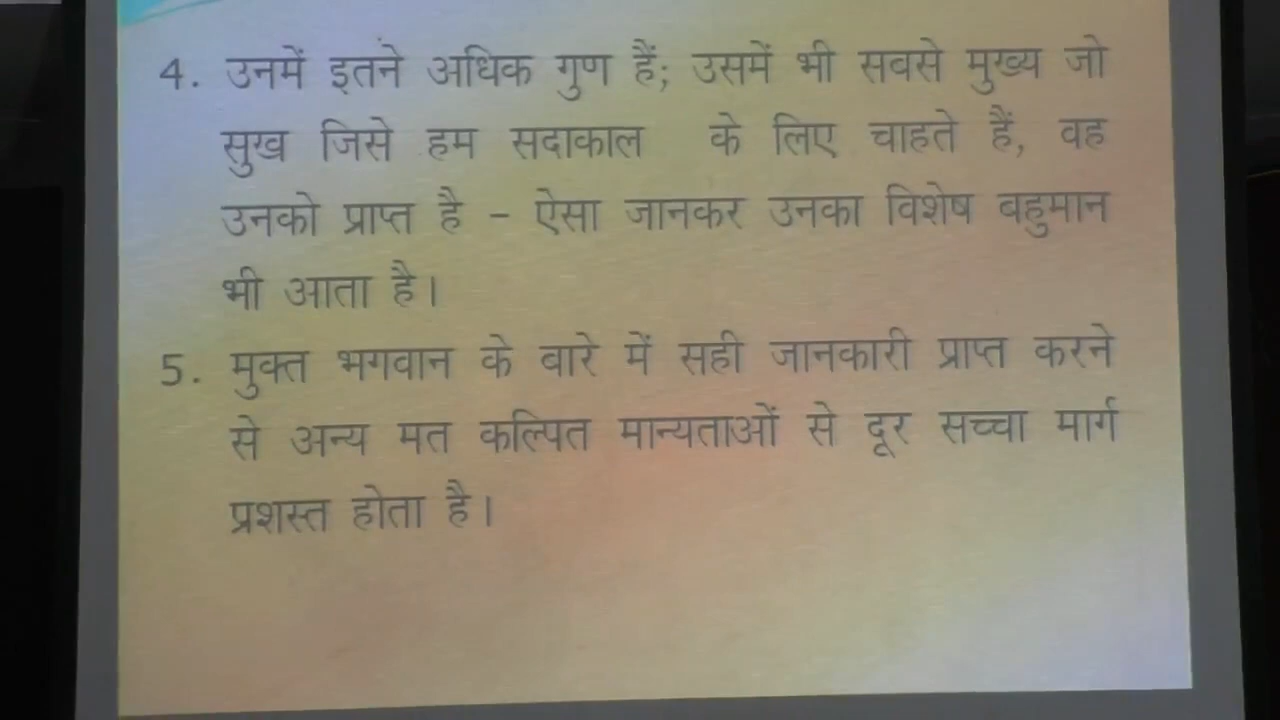 4. उनमें इतने अधिक गुण हैं; उसमें भी सबसे मुख्य जो
सुख जिसे हम सदाकाल के लिए चाहते हैं, वह
उनको प्राप्त है - ऐसा जानकर उनका विशेष बहुमान
भी आता है।
5. मुक्त भगवान के बारे में सही जानकारी प्राप्त करने
से अन्य मत कल्पित मान्यताओं से दूर सच्चा मार्ग
प्रशस्त होता है।